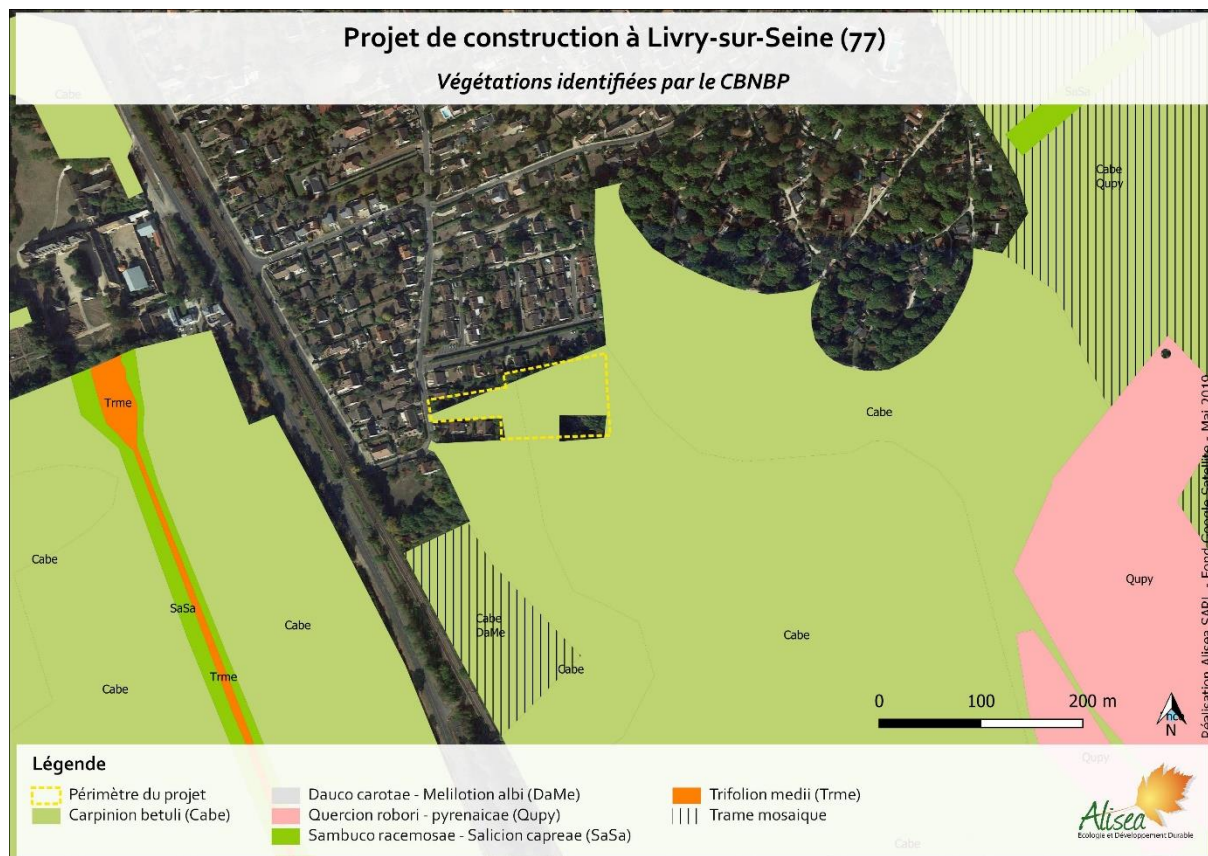 Projet de construction à Livry-sur-Seine (77)
Végétations identifiées par le CBNBP
Cabe
SaSa
Cabe
Qupy
Trme
Cabe
Cabe
Qupy
SaSa
Cabe
Cabe
DaMe
Cabe
Cabe
Trme
Cabe
0 100 200 m
N
Réalisation Alisea SARL - Fond Google Satellite - Mai 2019
Qupy
Légende
Périmètre du projet
Carpinion betuli (Cabe)
Dauco carotae - Melilotion albi (DaMe)
Quercion robori - pyrenaicae (Qupy)
Sambuco racemosae - Salicion capreae (SaSa)
Trifolion medii (Trme)
Trame mosaique
Cabe
Alisea
Ecologie et Développement Durable